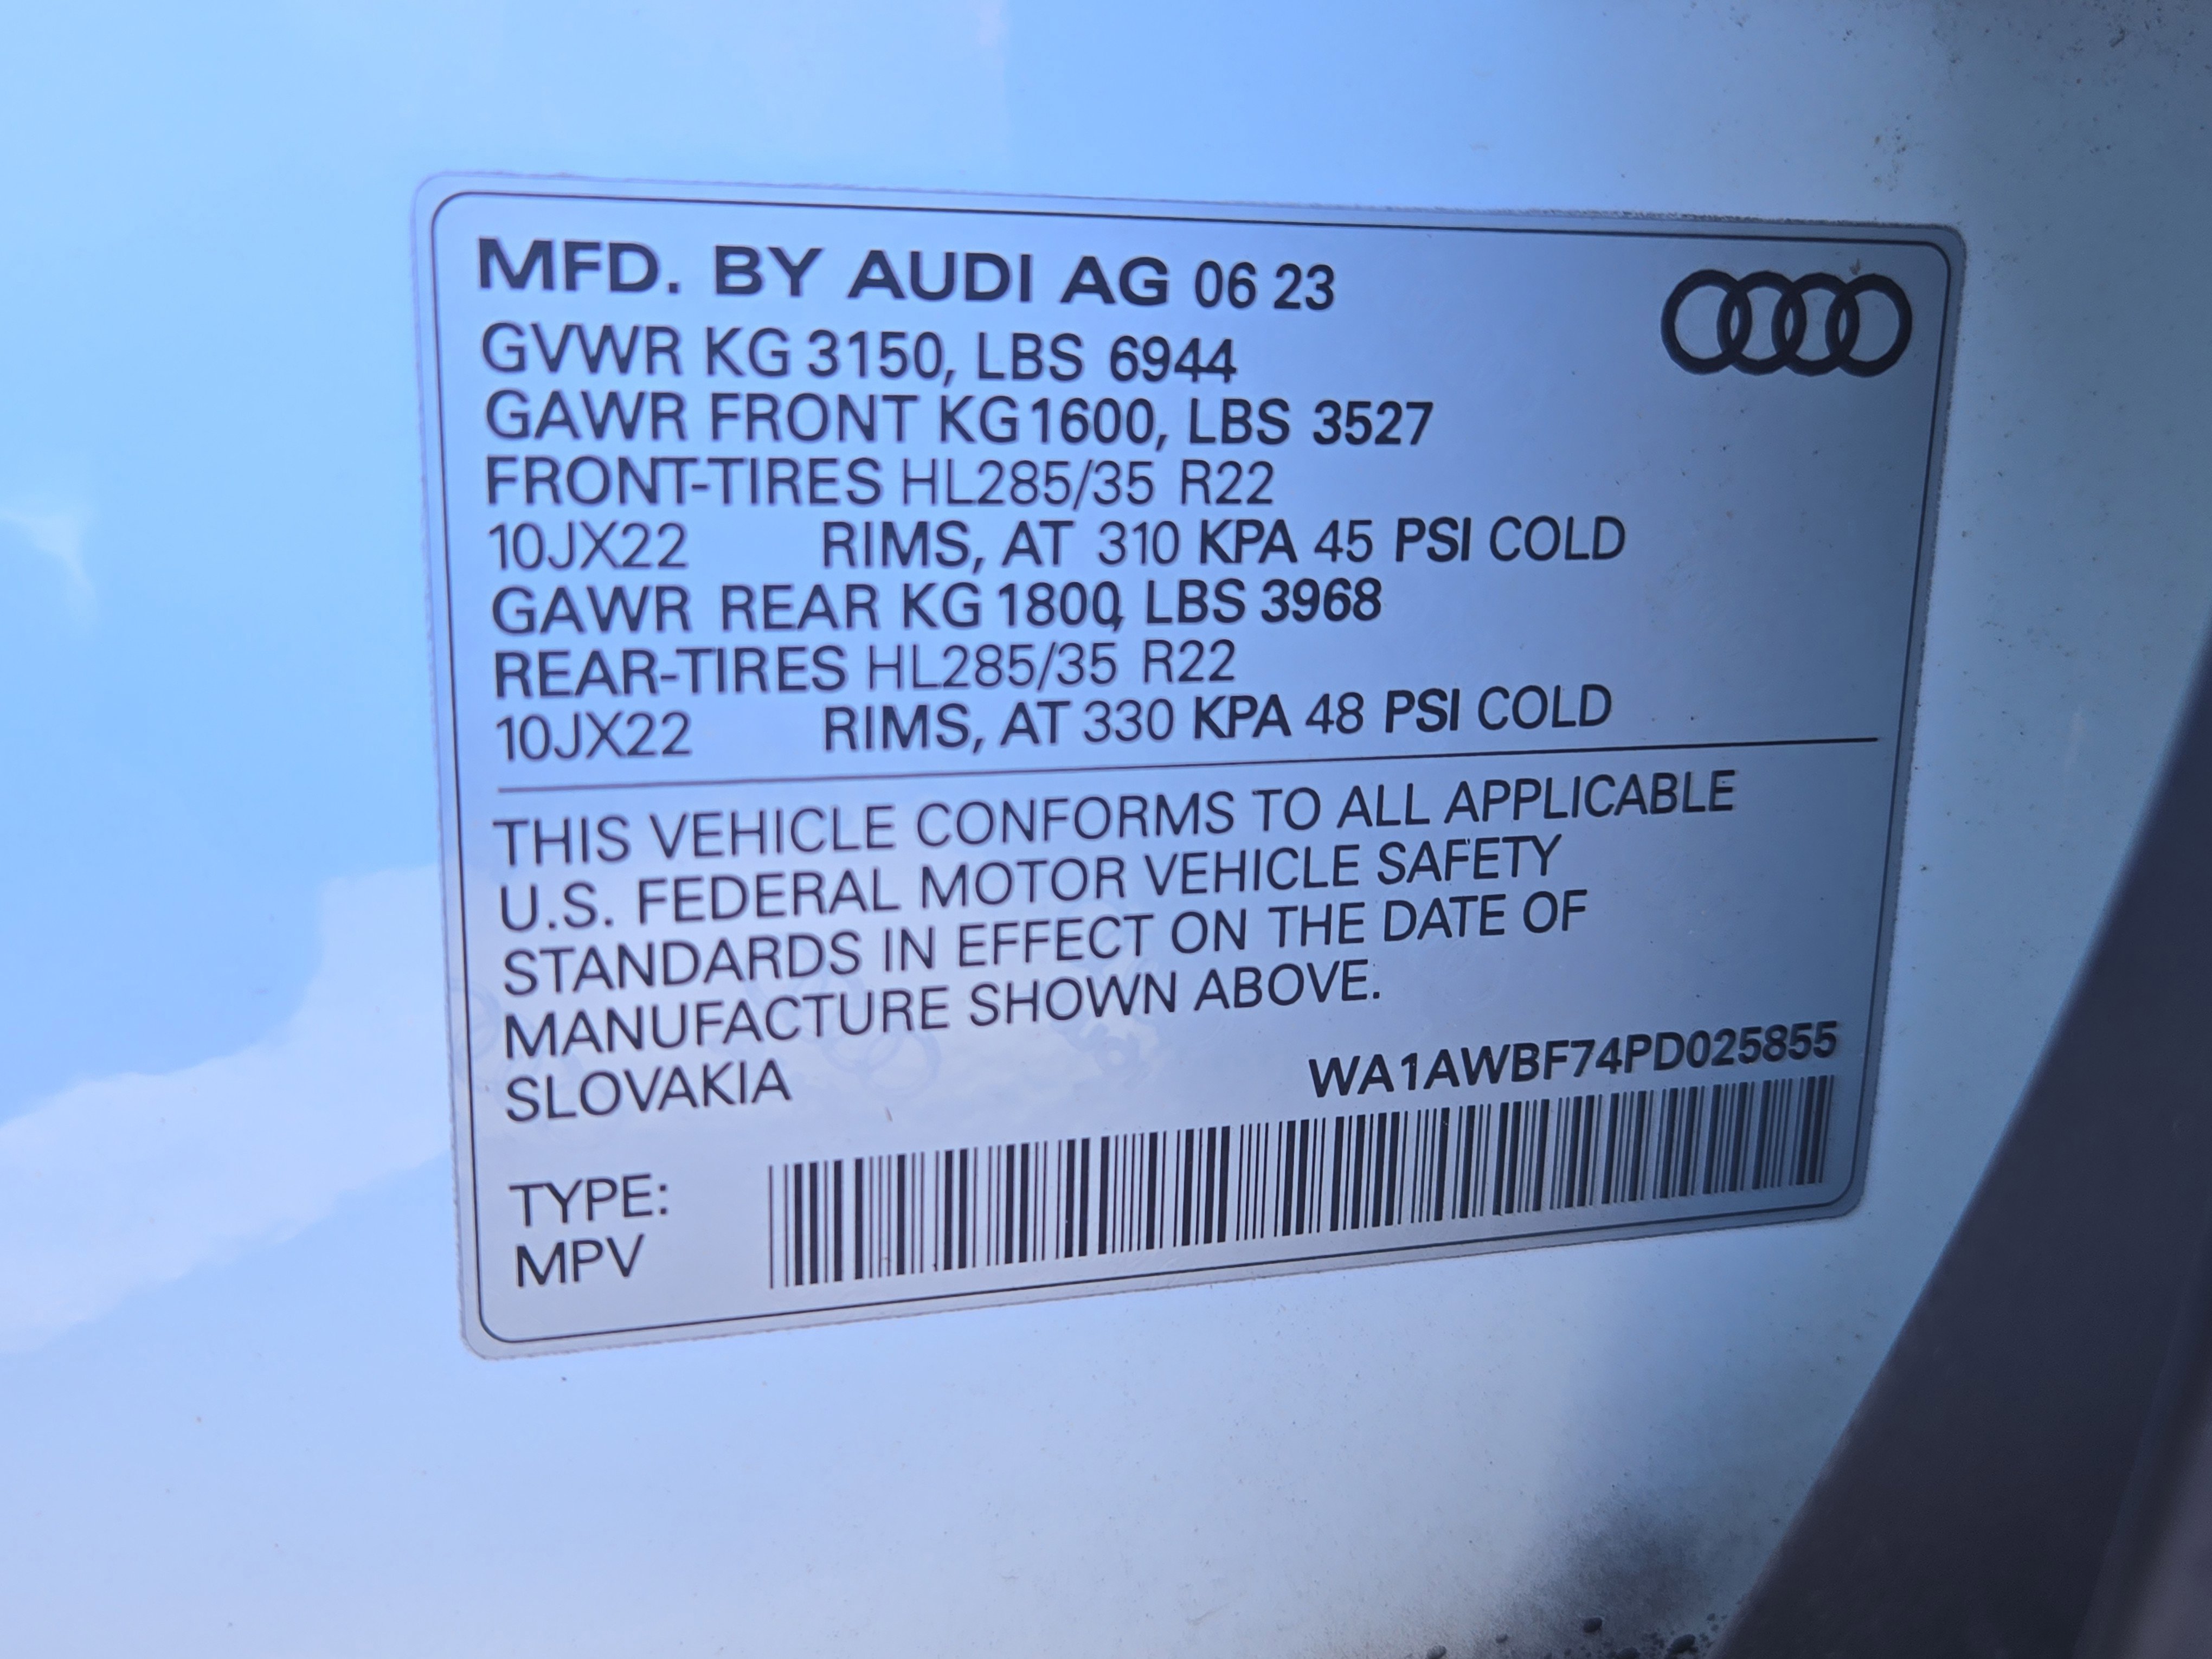 MFD. BY AUDI AG 06 23
GVWR KG 3150, LBS 6944
GAWR FRONT KG 1600, LBS 3527
FRONT-TIRES HL285/35 R22
10JX22 RIMS, AT 310 KPA 45 PSI COLD
GAWR REAR KG 1800, LBS 3968
REAR-TIRES HL285/35 R22
10JX22 RIMS, AT 330 KPA 48 PSI COLD
THIS VEHICLE CONFORMS TO ALL APPLICABLE
U.S. FEDERAL MOTOR VEHICLE SAFETY
STANDARDS IN EFFECT ON THE DATE OF
MANUFACTURE SHOWN ABOVE.
SLOVAKIA
WA1AWBF74PD025855
TYPE:
MPV